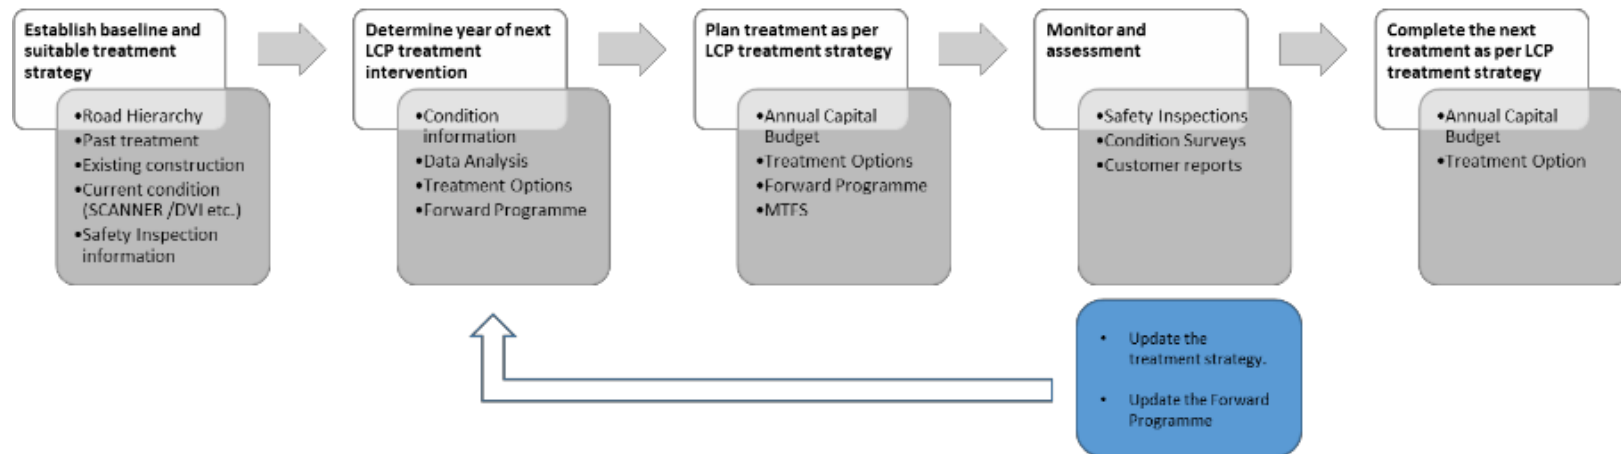 Establish baseline and
suitable treatment
strategy
•Road Hierarchy
•Past treatment
•Existing construction
•Current condition
(SCANNER /DVI etc.)
•Safety Inspection
information
Determine year of next
LCP treatment
intervention
•Condition
information
•Data Analysis
•Treatment Options
•Forward Programme
Plan treatment as per
LCP treatment strategy
•Annual Capital
Budget
•Treatment Options
•Forward Programme
•MTFS
Monitor and
assessment
•Safety Inspections
•Condition Surveys
•Customer reports
Complete the next
treatment as per LCP
treatment strategy
•Annual Capital
Budget
•Treatment Option
• Update the
treatment strategy.
• Update the Forward
Programme